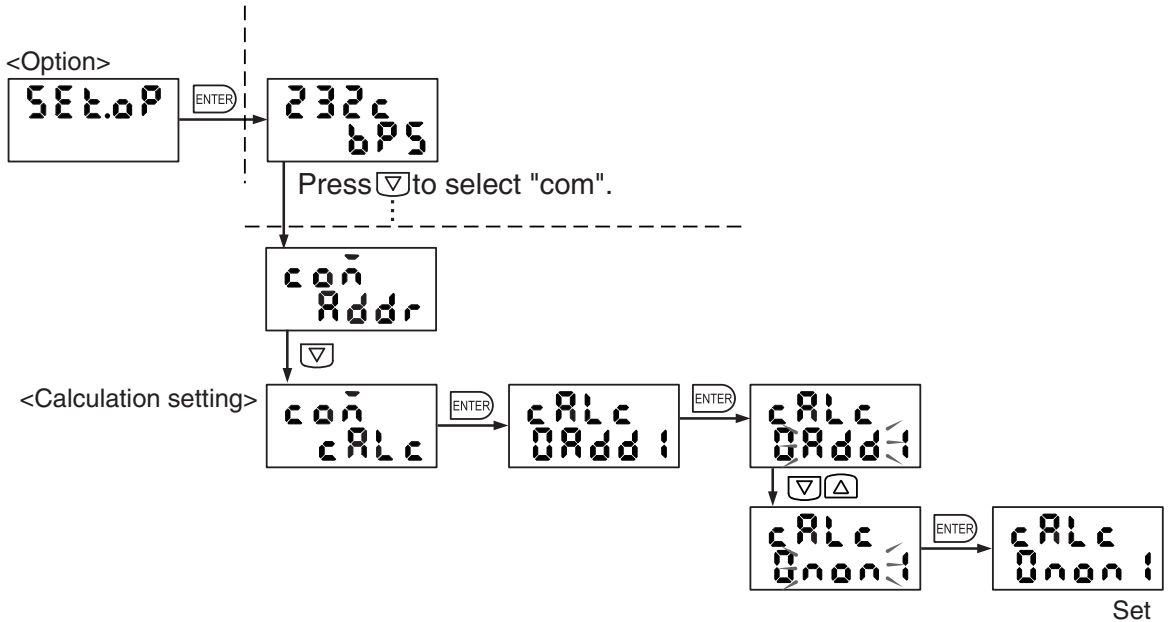 <Option>
SEt.oP
ENTER
232c
bPS
Press to select "com".
com
Addr
<Calculation setting>
com
cALc
ENTER
cALc
0Add1
ENTER
cALc
0Add1
cALc
0non1
ENTER
cALc
0non1
Set